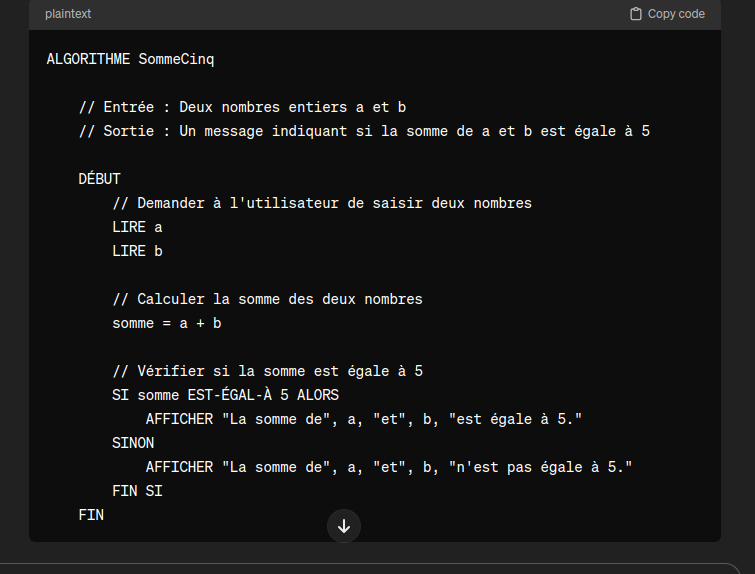 plaintext
Copy code
ALGORITHME SommeCinq
// Entrée : Deux nombres entiers a et b
// Sortie : Un message indiquant si la somme de a et b est égale à 5
DÉBUT
// Demander à l'utilisateur de saisir deux nombres
LIRE a
LIRE b
// Calculer la somme des deux nombres
somme = a + b
// Vérifier si la somme est égale à 5
SI somme EST-ÉGAL-À 5 ALORS
AFFICHER "La somme de", a, "et", b, "est égale à 5."
SINON
AFFICHER "La somme de", a, "et", b, "n'est pas égale à 5."
FIN SI
FIN